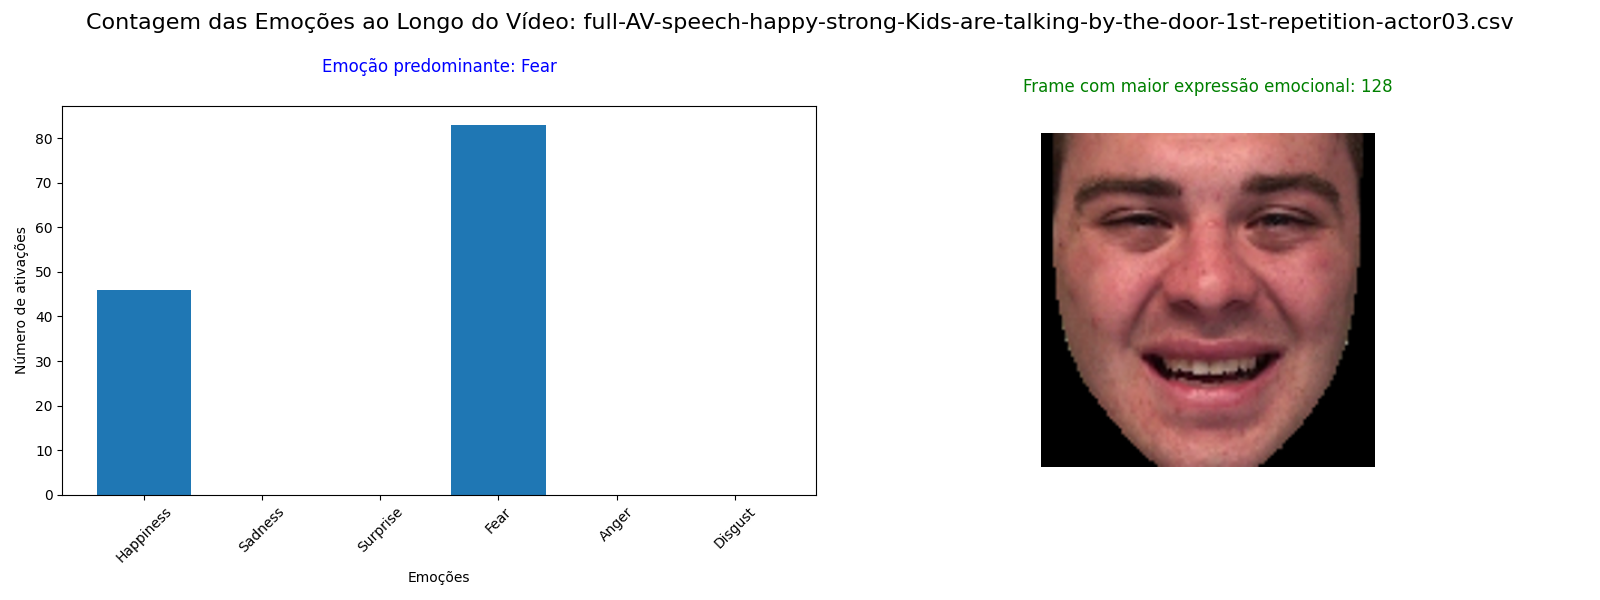 Contagem das Emoções ao Longo do Vídeo: full-AV-speech-happy-strong-Kids-are-talking-by-the-door-1st-repetition-actor03.csv
Emoção predominante: Fear
Número de ativações
80
70
60
50
40
30
20
10
0
Happiness
Sadness
Surprise
Fear
Anger
Disgust
Emoções
Frame com maior expressão emocional: 128